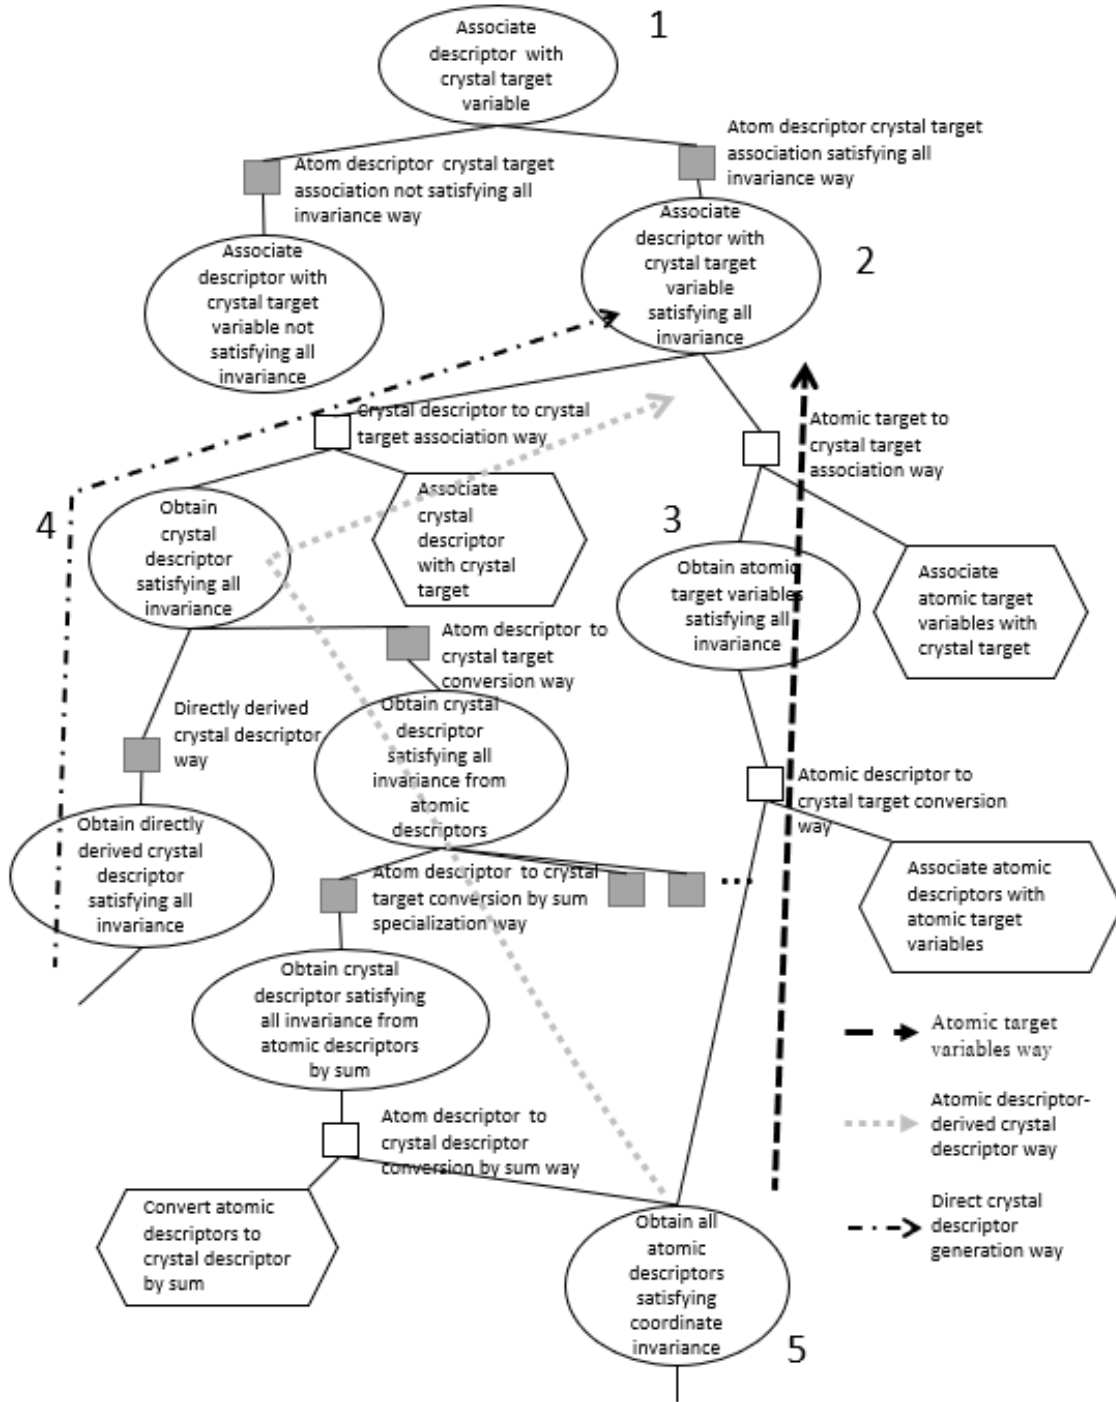 Associate
descriptor with
crystal target
variable
1
Atom descriptor crystal target
association not satisfying all
invariance way
Atom descriptor crystal target
association satisfying all
invariance way
Associate
descriptor with
crystal target
variable not
satisfying all
invariance
Associate
descriptor with
crystal target
variable
satisfying all
invariance
2
Crystal descriptor to crystal
target association way
Atomic target to
crystal target
association way
4
Obtain
crystal
descriptor
satisfying all
invariance
Associate
crystal
descriptor
with crystal
target
3
Obtain atomic
target variables
satisfying all
invariance
Associate
atomic target
variables with
crystal target
Atom descriptor to
crystal target
conversion way
Directly derived
crystal descriptor
way
Obtain crystal
descriptor
satisfying all
invariance from
atomic
descriptors
Atomic descriptor to
crystal target conversion
way
Obtain directly
derived crystal
descriptor
satisfying all
invariance
Atom descriptor to crystal
target conversion by sum
specialization way
...
Associate atomic
descriptors with
atomic target
variables
Obtain crystal
descriptor satisfying
all invariance from
atomic descriptors
by sum
Atom descriptor to
crystal descriptor
conversion by sum way
Convert atomic
descriptors to
crystal descriptor
by sum
Obtain all
atomic
descriptors
satisfying
coordinate
invariance
5
Atomic target
variables way
Atomic descriptor-
derived crystal
descriptor way
Direct crystal
descriptor
generation way